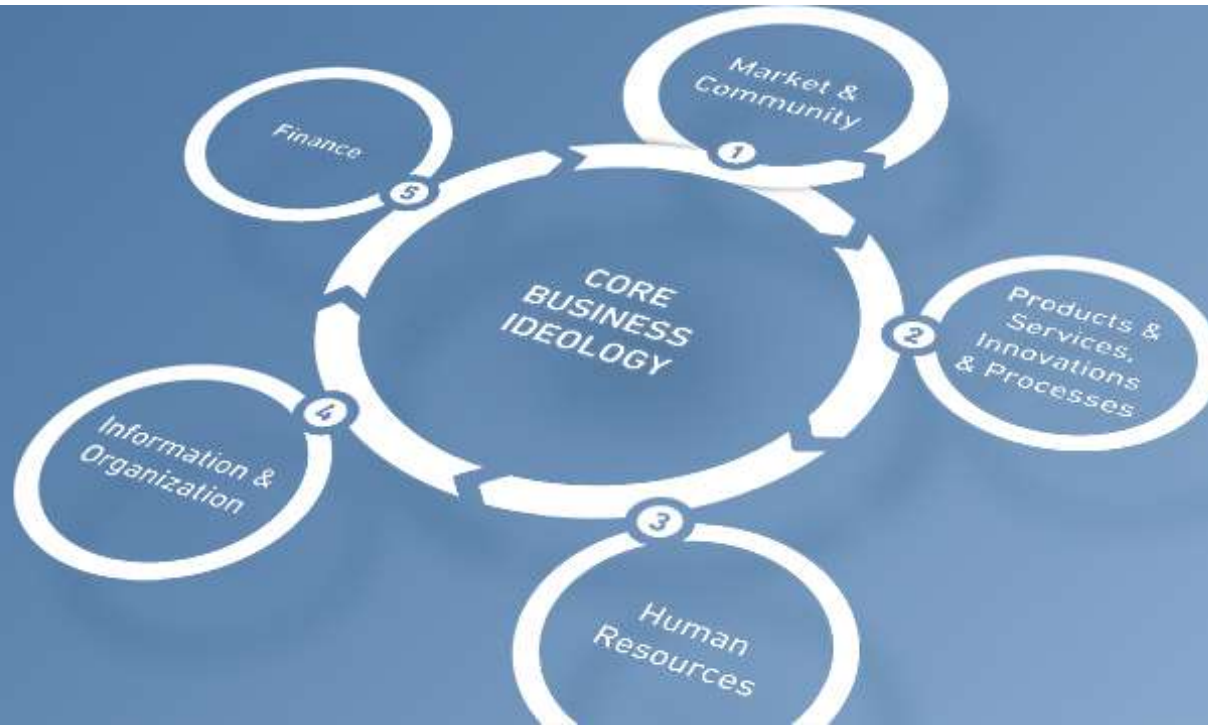 Market &
Community
1
Finance
5
CORE
BUSINESS
IDEOLOGY
2
Products &
Services,
Innovations
& Processes
4
Information &
Organization
3
Human
Resources